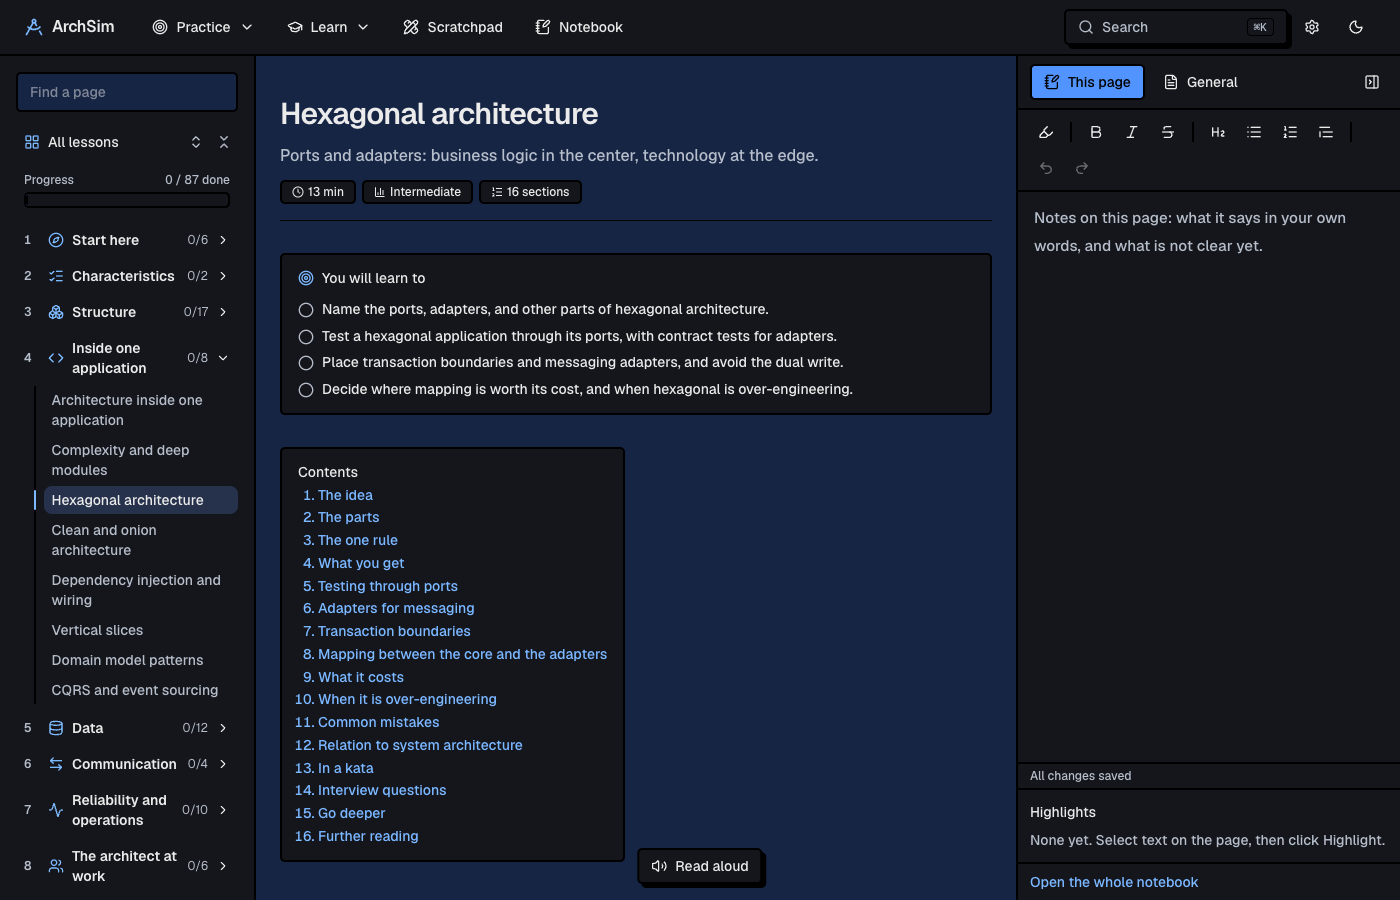 ArchSim
Practice
Learn
Scratchpad
Notebook
Search
⌘K
Find a page
All lessons
Progress
0 / 87 done
1 Start here 0/6
2 Characteristics 0/2
3 Structure 0/17
4 Inside one application 0/8
Architecture inside one
application
Complexity and deep
modules
Hexagonal architecture
Clean and onion
architecture
Dependency injection and
wiring
Vertical slices
Domain model patterns
CQRS and event sourcing
5 Data 0/12
6 Communication 0/4
7 Reliability and operations 0/10
8 The architect at work 0/6
Hexagonal architecture
Ports and adapters: business logic in the center, technology at the edge.
13 min
Intermediate
16 sections
You will learn to
Name the ports, adapters, and other parts of hexagonal architecture.
Test a hexagonal application through its ports, with contract tests for adapters.
Place transaction boundaries and messaging adapters, and avoid the dual write.
Decide where mapping is worth its cost, and when hexagonal is over-engineering.
Contents
1. The idea
2. The parts
3. The one rule
4. What you get
5. Testing through ports
6. Adapters for messaging
7. Transaction boundaries
8. Mapping between the core and the adapters
9. What it costs
10. When it is over-engineering
11. Common mistakes
12. Relation to system architecture
13. In a kata
14. Interview questions
15. Go deeper
16. Further reading
Read aloud
This page
General
B
I
S
H2
Notes on this page: what it says in your own
words, and what is not clear yet.
All changes saved
Highlights
None yet. Select text on the page, then click Highlight.
Open the whole notebook